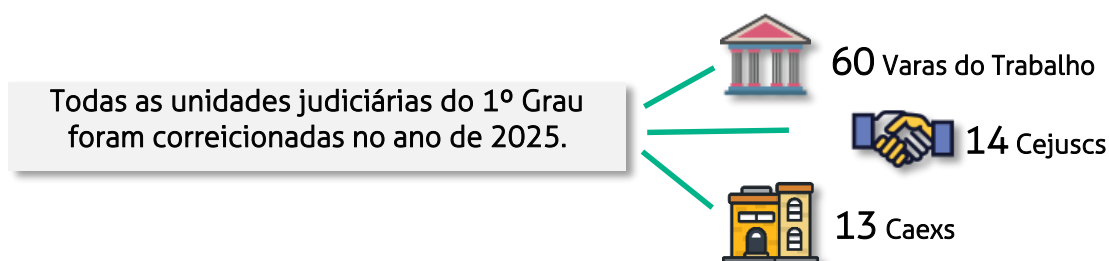 Todas as unidades judiciárias do 1º Grau
foram correicionadas no ano de 2025.
60 Varas do Trabalho
14 Cejuscs
13 Caexs